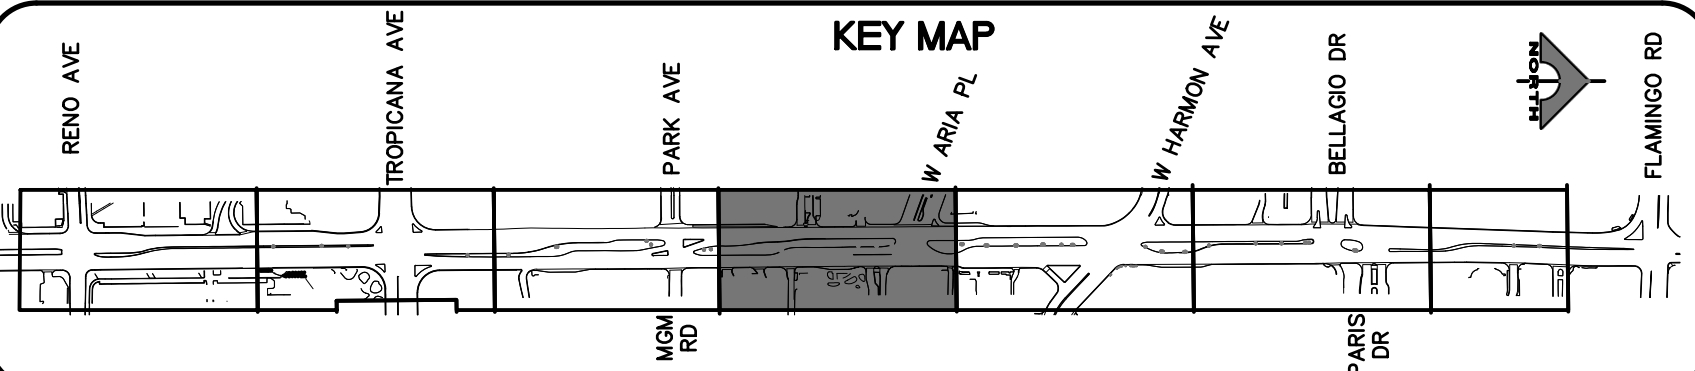 KEY MAP
RENO AVE
TROPICANA AVE
PARK AVE
W ARIA PL
W HARMON AVE
BELLAGIO DR
NORTH
FLAMINGO RD
MGM
RD
PARIS
DR